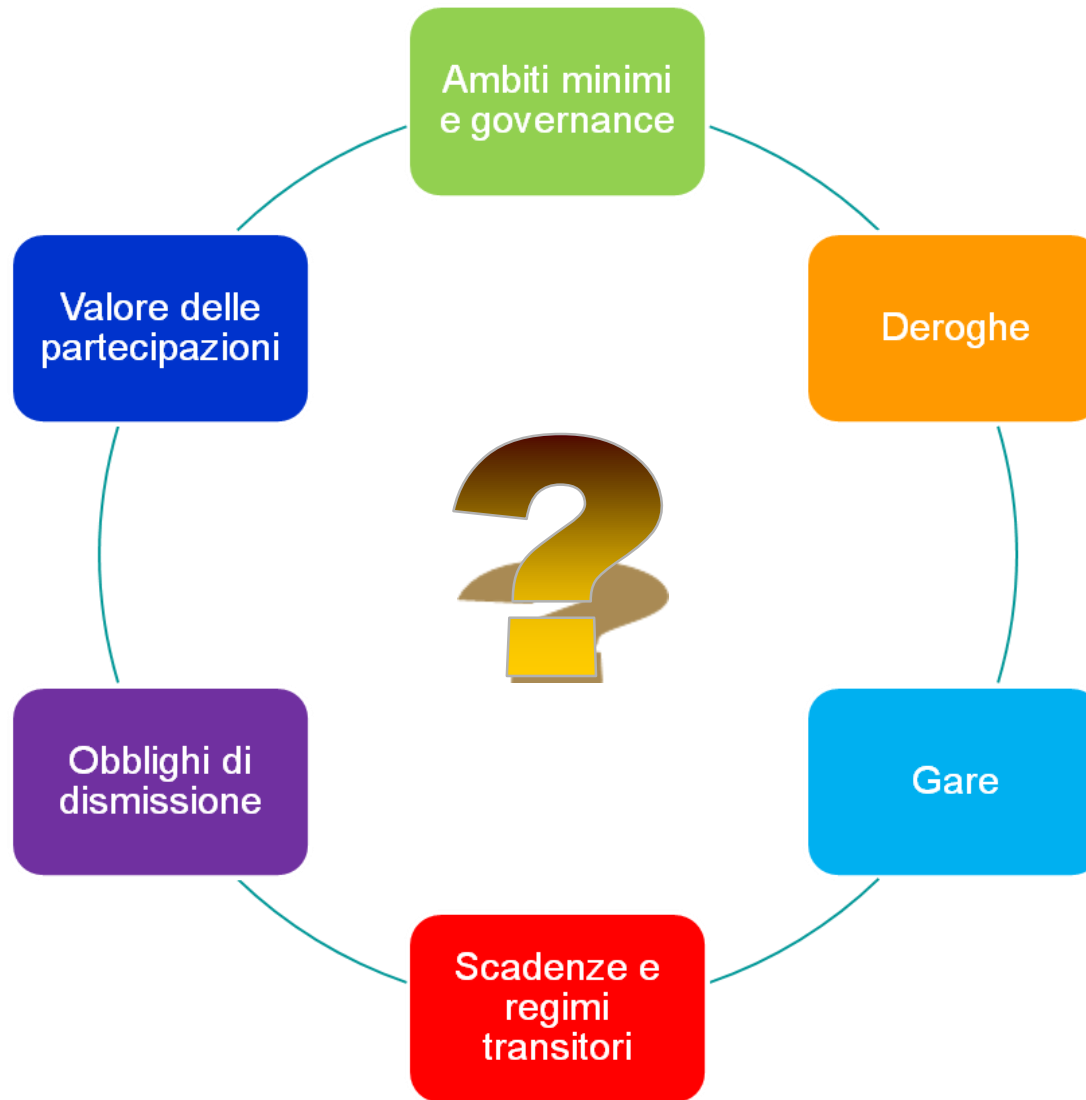 Ambiti minimi
e governance
Deroghe
Gare
Scadenze e
regimi
transitori
Obblighi di
dismissione
Valore delle
partecipazioni
?